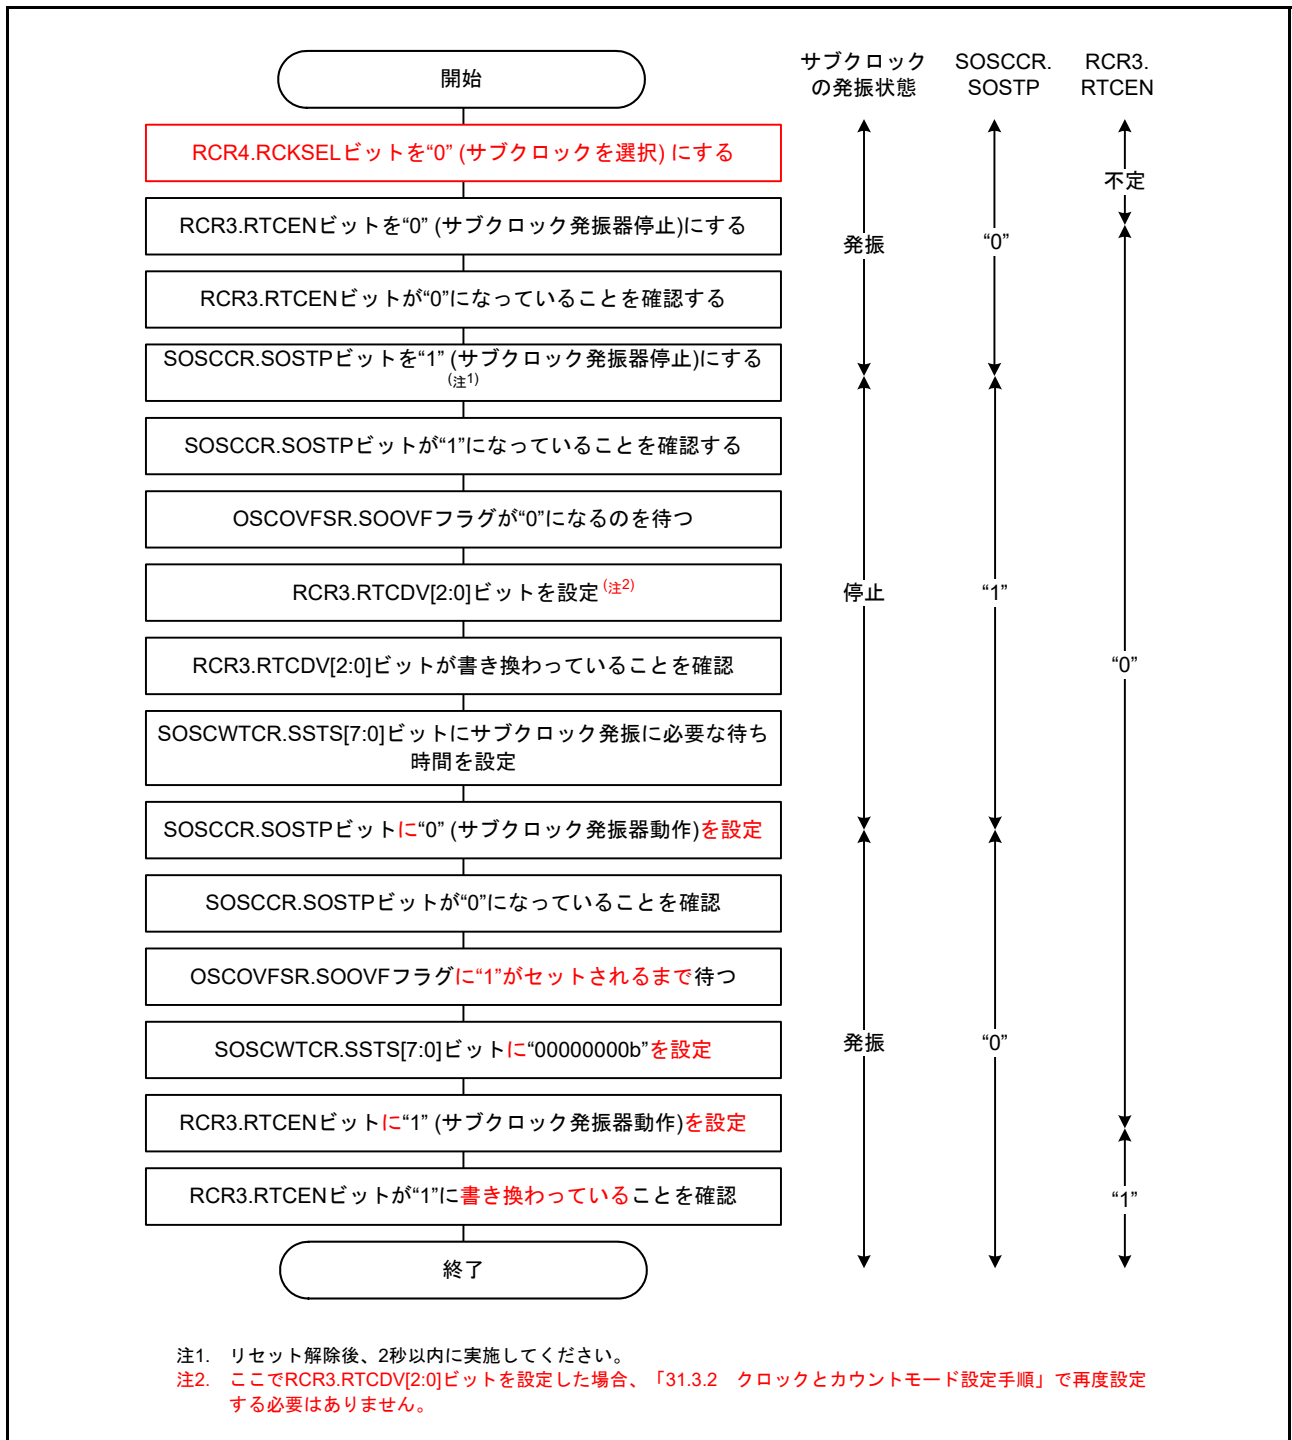 開始
サブクロック
の発振状態
SOSCCR.
SOSTP
RCR3.
RTCEN
RCR4.RCKSELビットを“0” (サブクロックを選択) にする
不定
RCR3.RTCENビットを“0” (サブクロック発振器停止)にする
発振
“0”
RCR3.RTCENビットが“0”になっていることを確認する
SOSCCR.SOSTPビットを“1” (サブクロック発振器停止)にする
(注1)
SOSCCR.SOSTPビットが“1”になっていることを確認する
OSCOVFSR.SOOVFフラグが“0”になるのを待つ
RCR3.RTCDV[2:0]ビットを設定(注2)
停止
“1”
RCR3.RTCDV[2:0]ビットが書き換わっていることを確認
“0”
SOSCWTCR.SSTS[7:0]ビットにサブクロック発振に必要な待ち
時間を設定
SOSCCR.SOSTPビットに“0” (サブクロック発振器動作)を設定
SOSCCR.SOSTPビットが“0”になっていることを確認
OSCOVFSR.SOOVFフラグに“1”がセットされるまで待つ
SOSCWTCR.SSTS[7:0]ビットに“00000000b”を設定
発振
“0”
RCR3.RTCENビットに“1” (サブクロック発振器動作)を設定
RCR3.RTCENビットが“1”に書き換わっていることを確認
“1”
終了
注1. リセット解除後、2秒以内に実施してください。
注2. ここでRCR3.RTCDV[2:0]ビットを設定した場合、「31.3.2 クロックとカウントモード設定手順」で再度設定
する必要はありません。